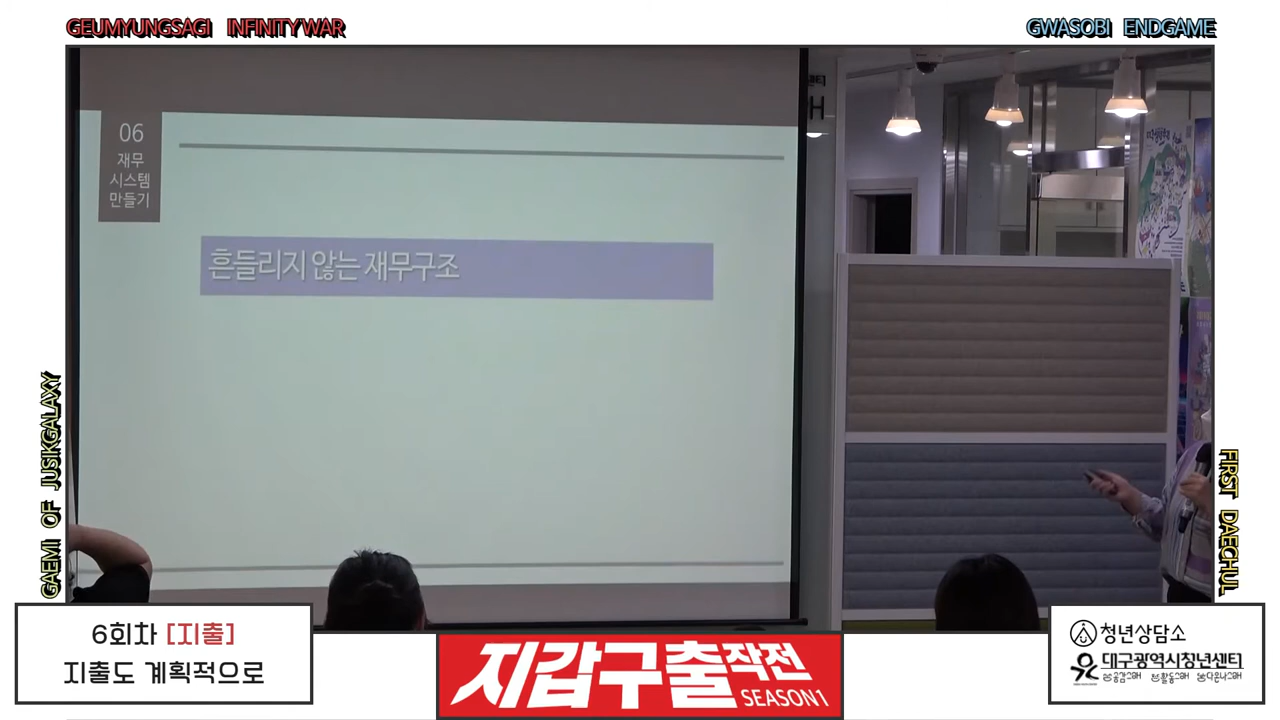 GEUMYUNGSAGI INFINITY WAR
GWASOBI ENDGAME
06
재무
시스템
만들기
흔들리지 않는 재무구조
GAEMI OF JUSIKGALAXY
FIRST DAECHUL
6회차 [지출]
지출도 계획적으로
지갑구출작전
SEASON1
청년상담소
대구광역시청년센터